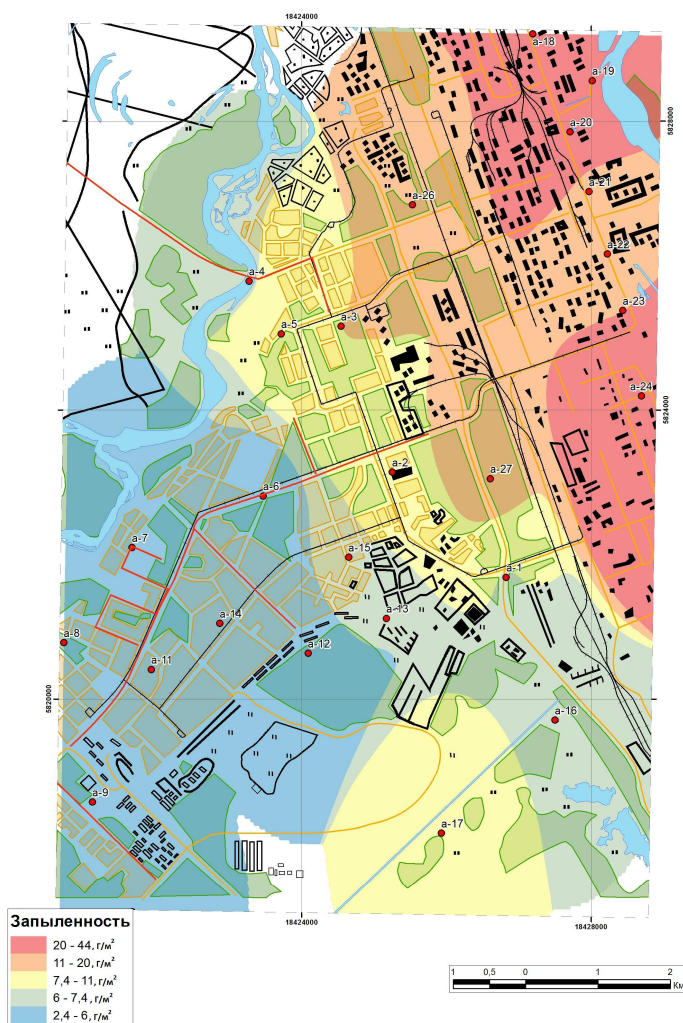 18424000
а-18
а-19
5828000
а-20
а-21
а-26
а-22
а-4
а-23
а-3
а-5
а-24
5824000
а-2
а-27
а-6
а-7
а-15
а-1
а-13
а-14
а-8
а-12
а-11
5820000
а-16
а-9
а-17
18424000
18428000
Запыленность
20 - 44, г/м²
11 - 20, г/м²
7,4 - 11, г/м²
6 - 7,4, г/м²
2,4 - 6, г/м²
1 0,5 0 1 2
Км